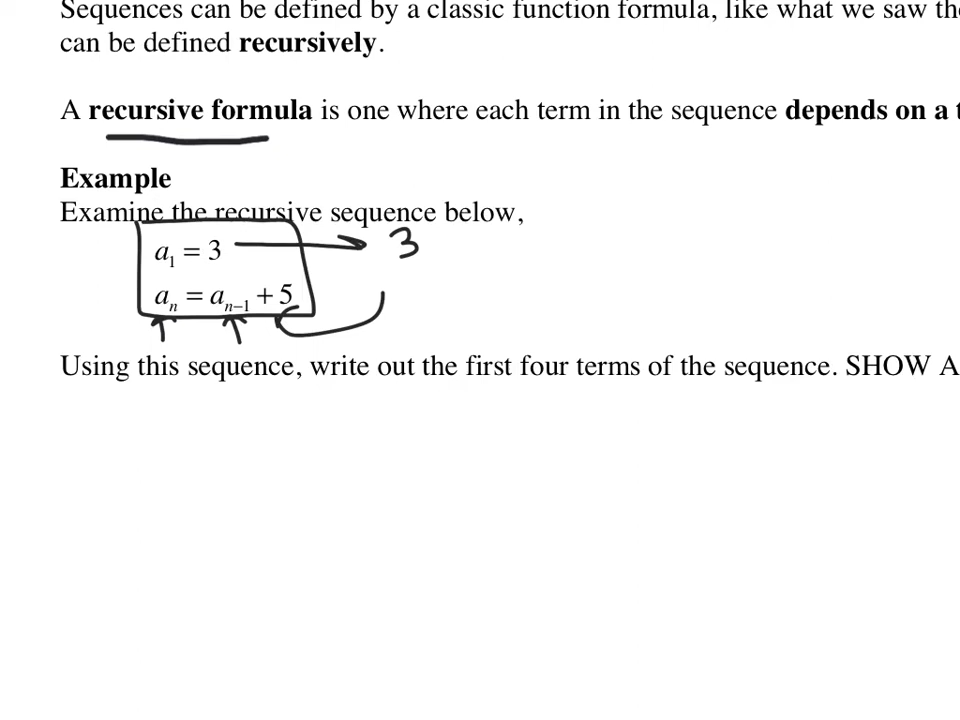 Sequences can be defined by a classic function formula, like what we saw
can be defined recursively.
A recursive formula is one where each term in the sequence depends on a
Example
Examine the recursive sequence below,
a₁ = 3 3
aₙ = aₙ₋₁ + 5
Using this sequence, write out the first four terms of the sequence. SHOW